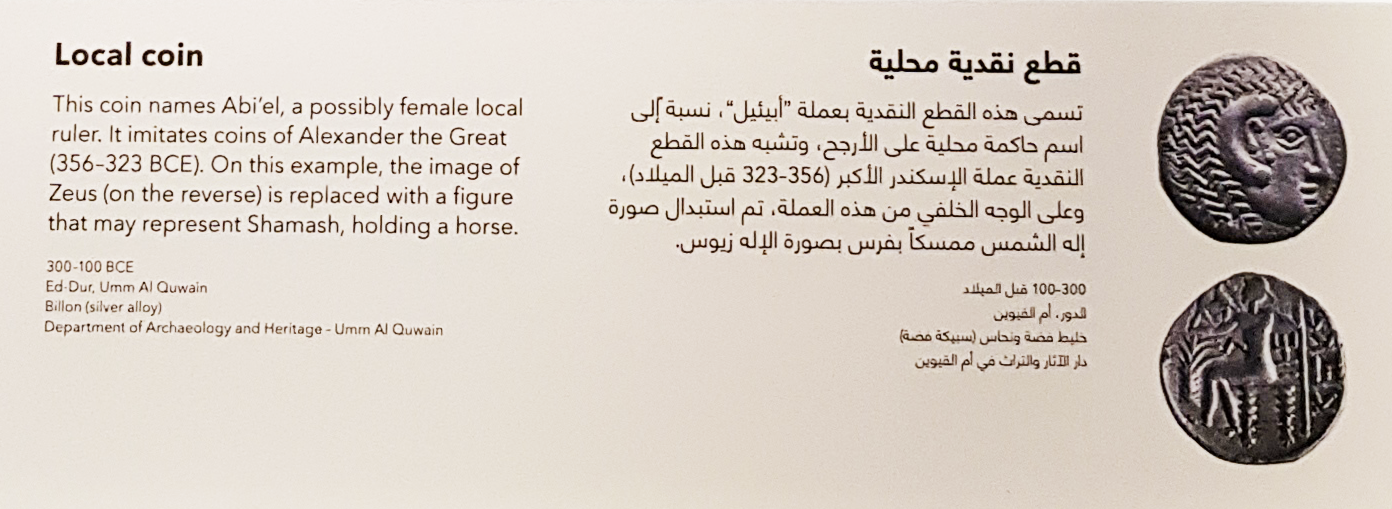 Local coin
This coin names Abi'el, a possibly female local
ruler. It imitates coins of Alexander the Great
(356–323 BCE). On this example, the image of
Zeus (on the reverse) is replaced with a figure
that may represent Shamash, holding a horse.
300-100 BCE
Ed-Dur, Umm Al Quwain
Billon (silver alloy)
Department of Archaeology and Heritage - Umm Al Quwain
قطع نقدية محلية
تسمى هذه القطع النقدية بعملة "أبيئيل"، نسبة إلى
اسم حاكمة محلية على الأرجح، وتشبه هذه القطع
النقدية عملة الإسكندر الأكبر (356-323 قبل الميلاد)،
وعلى الوجه الخلفي من هذه العملة، تم استبدال صورة
إله الشمس ممسكاً بفرس بصورة الإله زيوس.
300-100 قبل الميلاد
الدور، أم القيوين
خليط فضة ونحاس (سبيكة فضة)
دار الآثار والتراث في أم القيوين